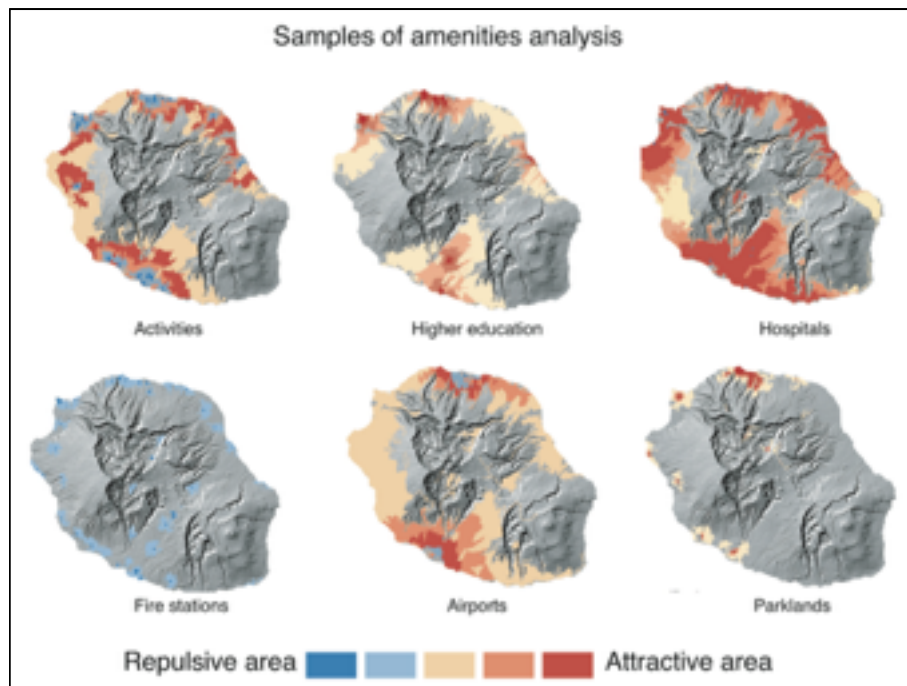 Samples of amenities analysis
Activities
Higher education
Hospitals
Fire stations
Airports
Parklands
Repulsive area
Attractive area